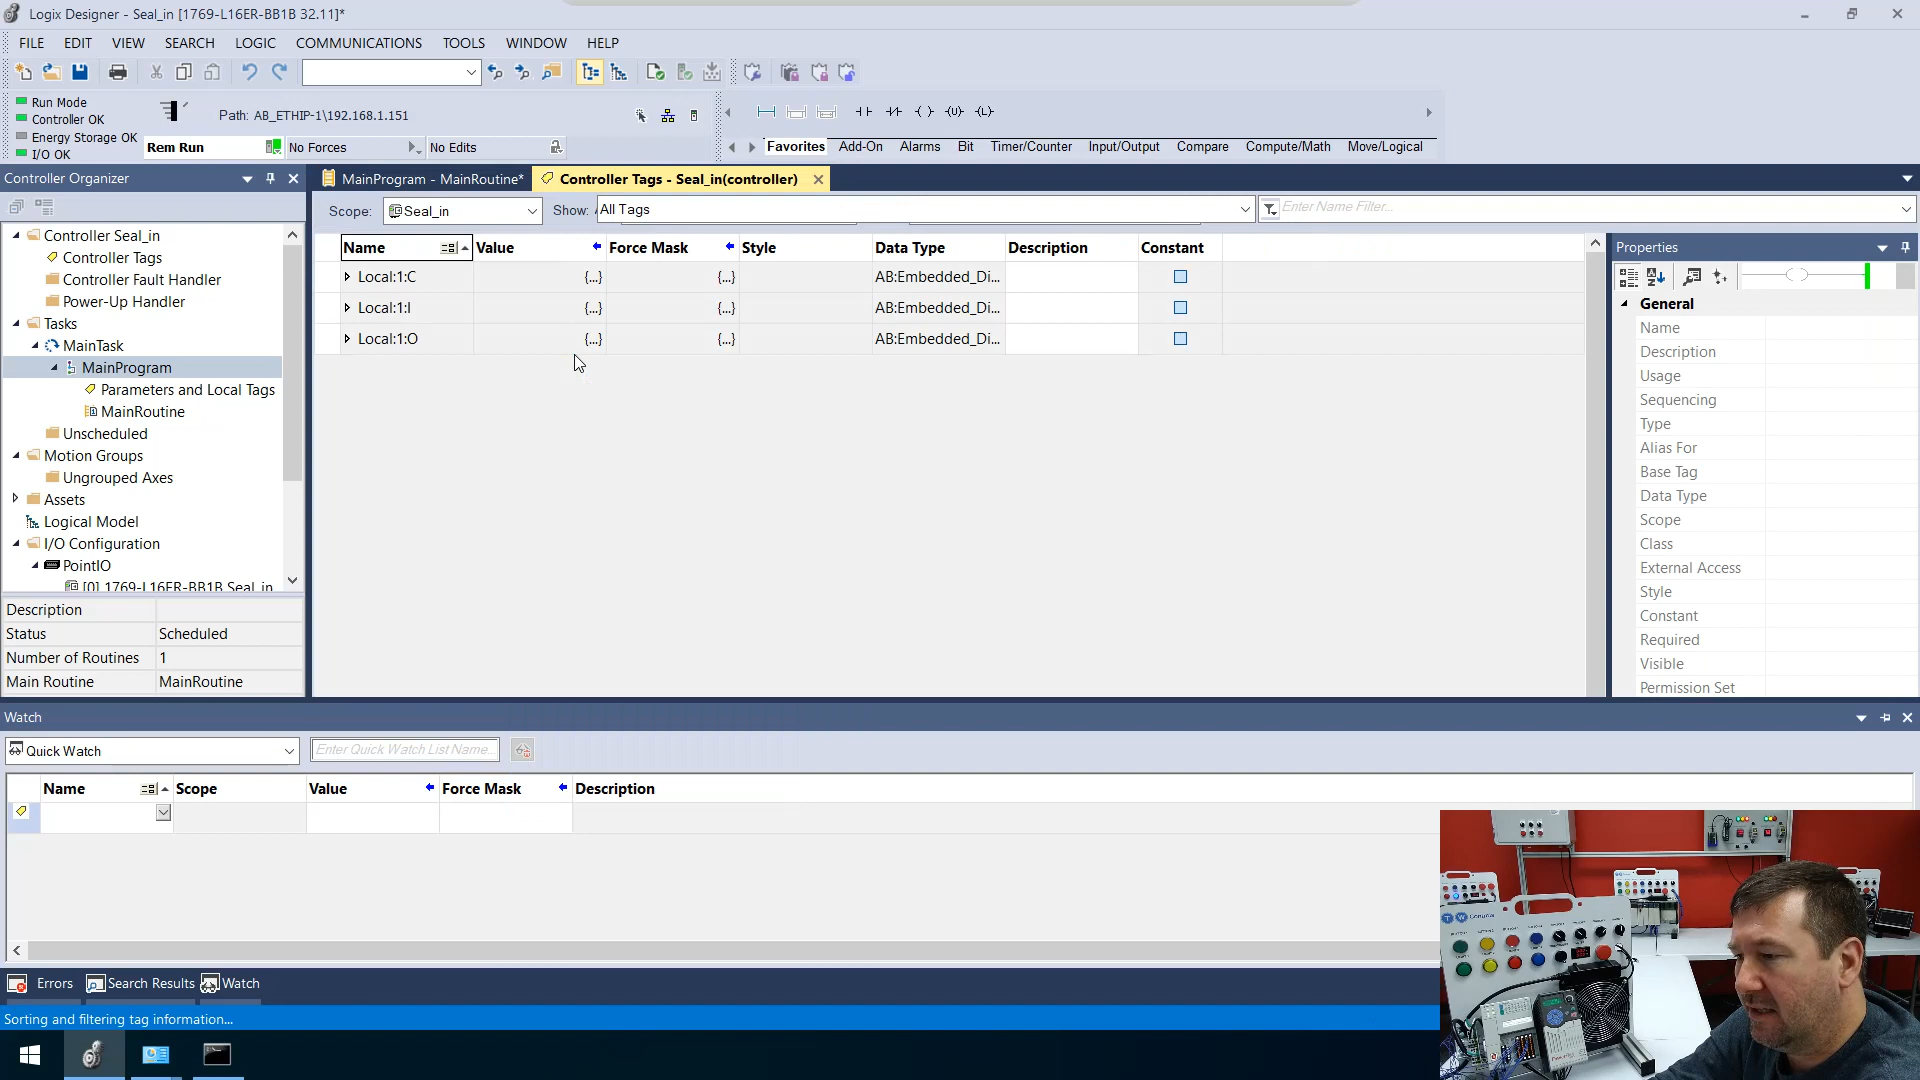 Logix Designer - Seal_in [1769-L16ER-BB1B 32.11]*
FILE EDIT VIEW SEARCH LOGIC COMMUNICATIONS TOOLS WINDOW HELP
Run Mode
Controller OK
Energy Storage OK
I/O OK
Path: AB_ETHIP-1\192.168.1.151
Rem Run No Forces No Edits
Favorites Add-On Alarms Bit Timer/Counter Input/Output Compare Compute/Math Move/Logical
Controller Organizer
MainProgram - MainRoutine* Controller Tags - Seal_in(controller)
Scope: Seal_in Show: All Tags Enter Name Filter...
Controller Seal_in
Controller Tags
Controller Fault Handler
Power-Up Handler
Tasks
MainTask
MainProgram
Parameters and Local Tags
MainRoutine
Unscheduled
Motion Groups
Ungrouped Axes
Assets
Logical Model
I/O Configuration
PointIO
[0] 1769-L16ER-BB1B Seal_in
Description
Status Scheduled
Number of Routines 1
Main Routine MainRoutine
Name Value Force Mask Style Data Type Description Constant
Local:1:C {...} {...} AB:Embedded_Di...
Local:1:I {...} {...} AB:Embedded_Di...
Local:1:O {...} {...} AB:Embedded_Di...
Properties
General
Name
Description
Usage
Sequencing
Type
Alias For
Base Tag
Data Type
Scope
Class
External Access
Style
Constant
Required
Visible
Permission Set
Watch
Quick Watch Enter Quick Watch List Name...
Name Scope Value Force Mask Description
Errors Search Results Watch
Sorting and filtering tag information...